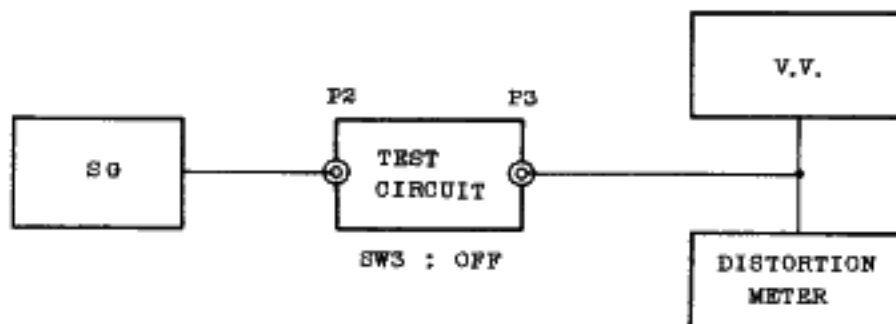 V.V.
P2
P3
SG
TEST
CIRCUIT
SW3 : OFF
DISTORTION
METER